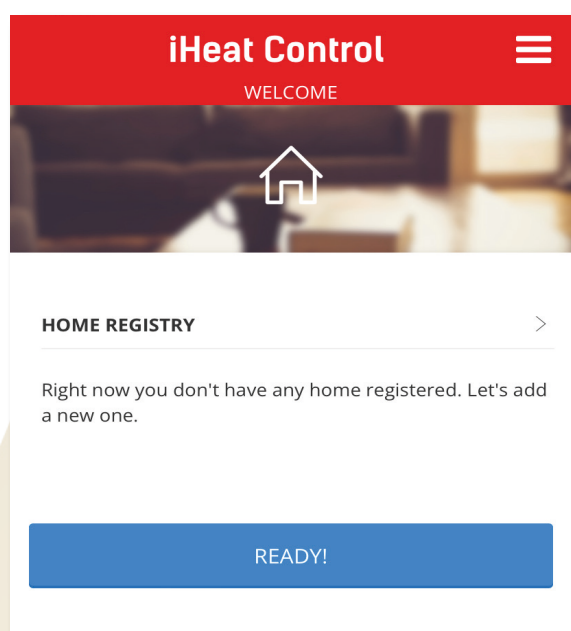 iHeat Control
WELCOME
HOME REGISTRY
Right now you don't have any home registered. Let's add
a new one.
READY!